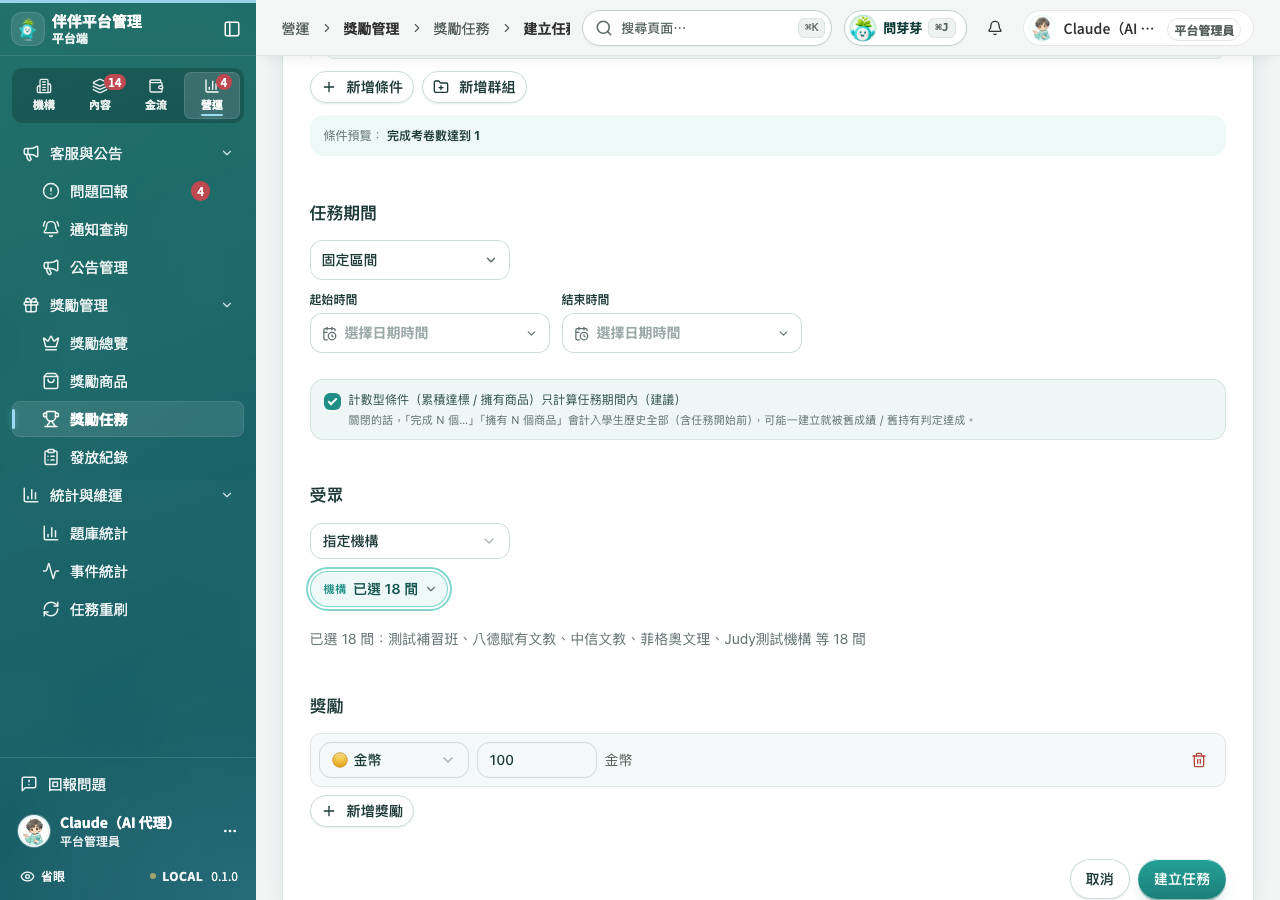 伴伴平台管理
平台端
機構
14
內容
金流
4
營運
客服與公告
問題回報
4
通知查詢
公告管理
獎勵管理
獎勵總覽
獎勵商品
獎勵任務
發放紀錄
統計與維運
題庫統計
事件統計
任務重刷
回報問題
Claude（AI 代理）
平台管理員
省眼
LOCAL 0.1.0
營運 > 獎勵管理 > 獎勵任務 > 建立任務
搜尋頁面⋯
⌘K
問芽芽
⌘J
Claude（AI ⋯
平台管理員
新增條件
新增群組
條件預覽： 完成考卷數達到 1
任務期間
固定區間
起始時間
結束時間
選擇日期時間
選擇日期時間
計數型條件（累積達標 / 擁有商品）只計算任務期間內（建議）
關閉的話，「完成 N 個…」「擁有 N 個商品」會計入學生歷史全部（含任務開始前），可能一建立就被舊成績 / 舊持有判定達成。
受眾
指定機構
機構 已選 18 間
已選 18 間：測試補習班、八德賦有文教、中信文教、菲格奧文理、Judy測試機構 等 18 間
獎勵
金幣
100
金幣
新增獎勵
取消
建立任務